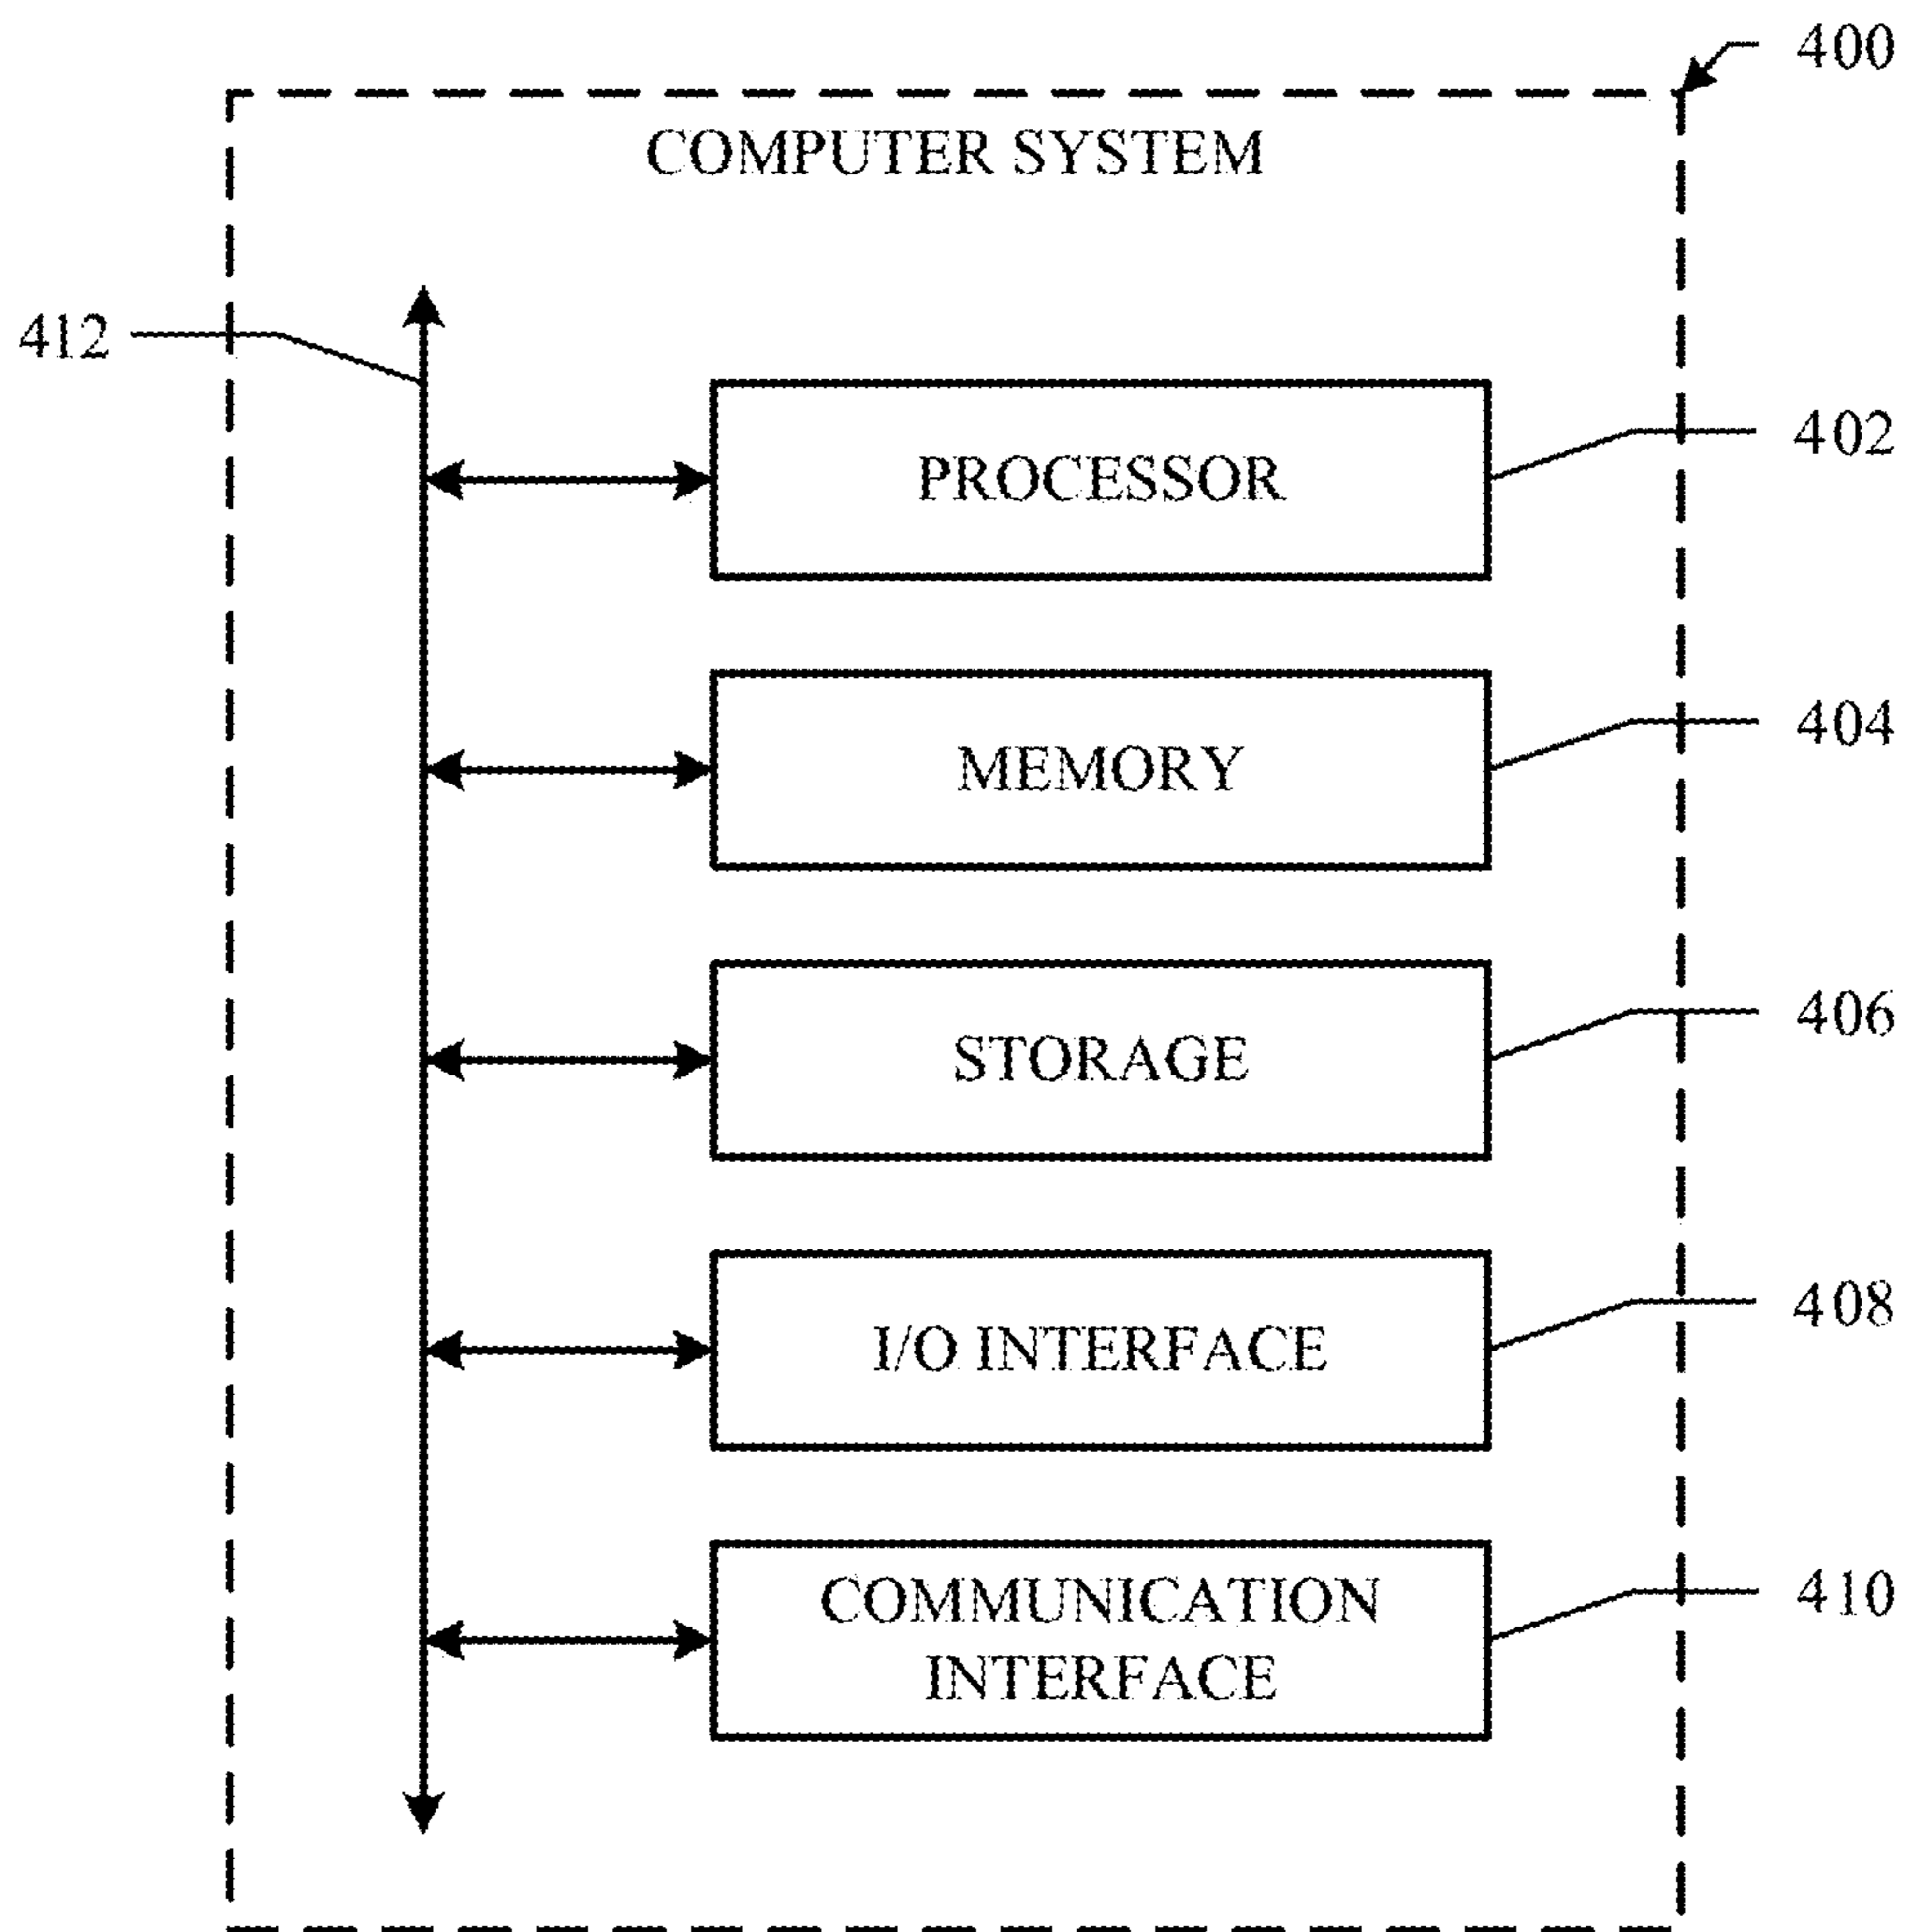 400
COMPUTER SYSTEM
412
PROCESSOR
402
MEMORY
404
STORAGE
406
I/O INTERFACE
408
COMMUNICATION
INTERFACE
410